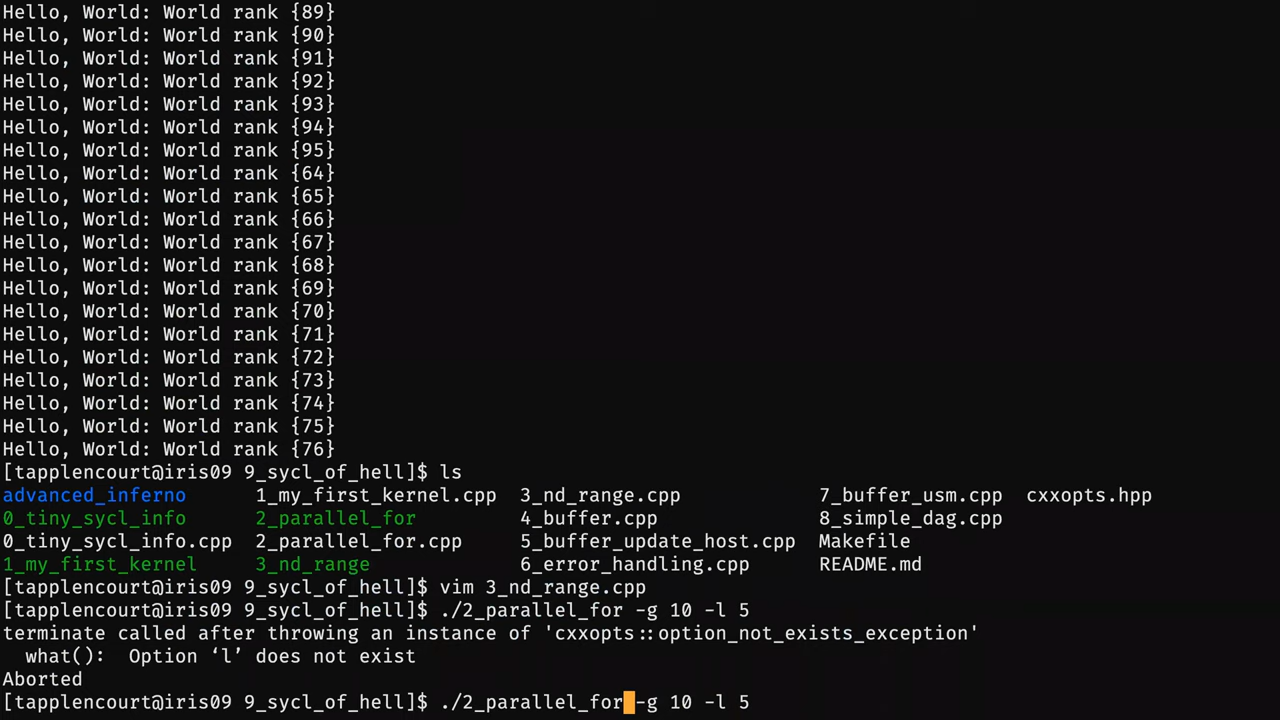 Hello, World: World rank {89}
Hello, World: World rank {90}
Hello, World: World rank {91}
Hello, World: World rank {92}
Hello, World: World rank {93}
Hello, World: World rank {94}
Hello, World: World rank {95}
Hello, World: World rank {64}
Hello, World: World rank {65}
Hello, World: World rank {66}
Hello, World: World rank {67}
Hello, World: World rank {68}
Hello, World: World rank {69}
Hello, World: World rank {70}
Hello, World: World rank {71}
Hello, World: World rank {72}
Hello, World: World rank {73}
Hello, World: World rank {74}
Hello, World: World rank {75}
Hello, World: World rank {76}
[tapplencourt@iris09 9_sycl_of_hell]$ ls
advanced_inferno 1_my_first_kernel.cpp 3_nd_range.cpp 7_buffer_usm.cpp cxxopts.hpp
0_tiny_sycl_info 2_parallel_for 4_buffer.cpp 8_simple_dag.cpp
0_tiny_sycl_info.cpp 2_parallel_for.cpp 5_buffer_update_host.cpp Makefile
1_my_first_kernel 3_nd_range 6_error_handling.cpp README.md
[tapplencourt@iris09 9_sycl_of_hell]$ vim 3_nd_range.cpp
[tapplencourt@iris09 9_sycl_of_hell]$ ./2_parallel_for -g 10 -l 5
terminate called after throwing an instance of 'cxxopts::option_not_exists_exception'
what(): Option ‘l’ does not exist
Aborted
[tapplencourt@iris09 9_sycl_of_hell]$ ./2_parallel_for -g 10 -l 5